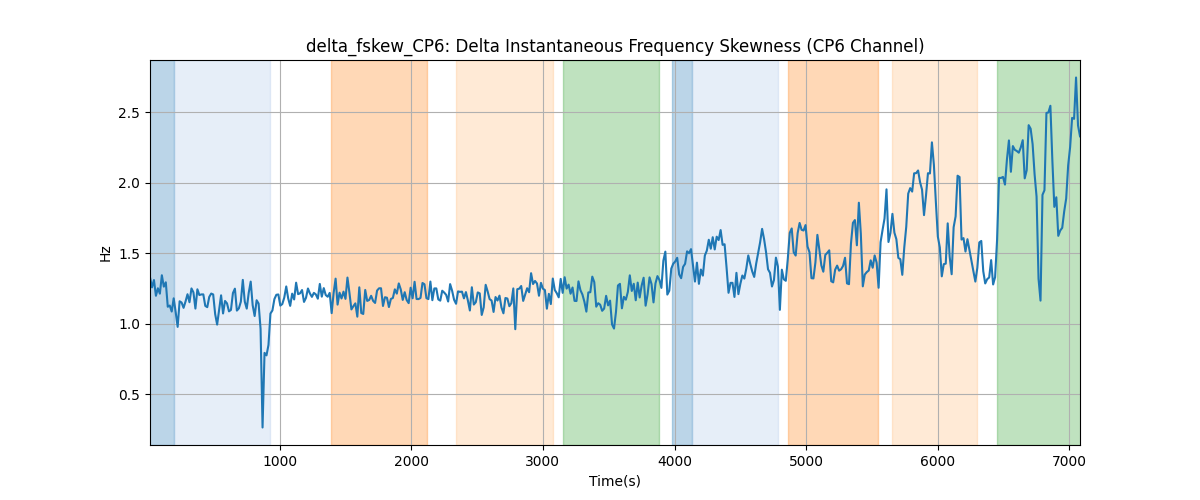 delta_fskew_CP6: Delta Instantaneous Frequency Skewness (CP6 Channel)
Hz
2.5
2.0
1.5
1.0
0.5
1000 2000 3000 4000 5000 6000 7000
Time(s)